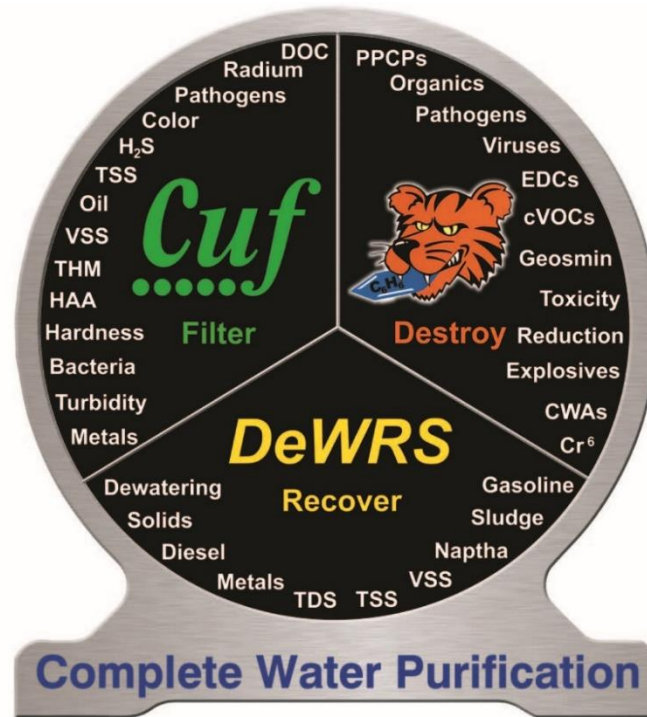 DOC
Radium
Pathogens
Color
H₂S
TSS
Oil
VSS
THM
HAA
Hardness
Bacteria
Turbidity
Metals
Cuf
Filter
PPCPs
Organics
Pathogens
Viruses
EDCs
cVOCs
Geosmin
Toxicity
Reduction
Explosives
CWAs
Cr⁶
C₆H₆
Destroy
DeWRS
Recover
Dewatering
Solids
Diesel
Metals
TDS
TSS
VSS
Naptha
Sludge
Gasoline
Complete Water Purification